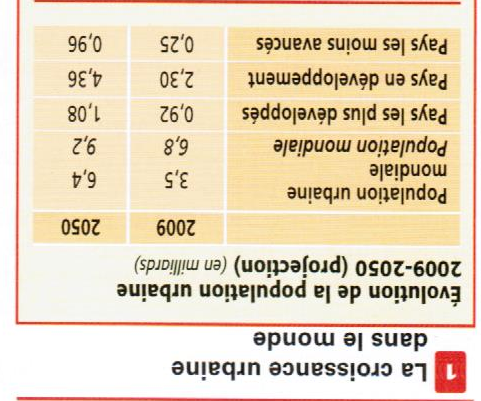 1 La croissance urbaine
dans le monde
Évolution de la population urbaine
2009-2050 (projection) (en milliards)
2009 2050
Population urbaine
mondiale 3,5 6,4
Population mondiale 6,8 9,2
Pays les plus développés 0,92 1,08
Pays en développement 2,30 4,36
Pays les moins avancés 0,25 0,96